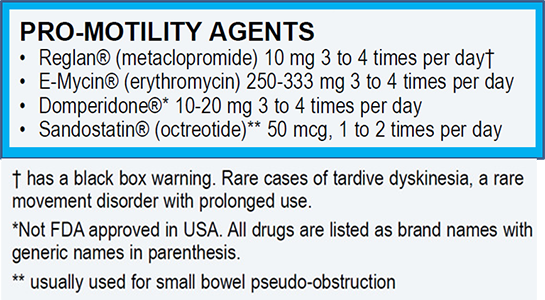 PRO-MOTILITY AGENTS
• Reglan® (metaclopromide) 10 mg 3 to 4 times per day†
• E-Mycin® (erythromycin) 250-333 mg 3 to 4 times per day
• Domperidone®* 10-20 mg 3 to 4 times per day
• Sandostatin® (octreotide)** 50 mcg, 1 to 2 times per day
† has a black box warning. Rare cases of tardive dyskinesia, a rare
movement disorder with prolonged use.
*Not FDA approved in USA. All drugs are listed as brand names with
generic names in parenthesis.
** usually used for small bowel pseudo-obstruction